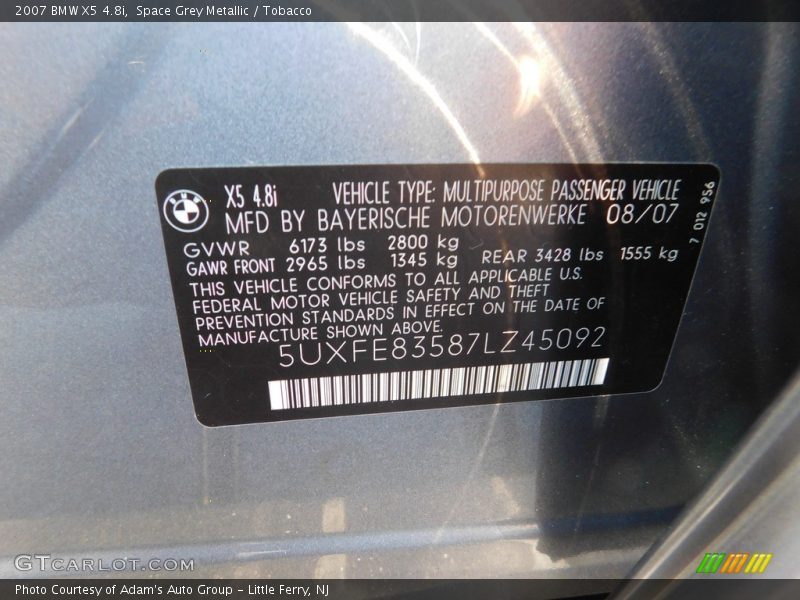 2007 BMW X5 4.8i, Space Grey Metallic / Tobacco
BMW
X5 4.8i VEHICLE TYPE: MULTIPURPOSE PASSENGER VEHICLE
MFD BY BAYERISCHE MOTORENWERKE 08/07
GVWR 6173 lbs 2800 kg
GAWR FRONT 2965 lbs 1345 kg REAR 3428 lbs 1555 kg
THIS VEHICLE CONFORMS TO ALL APPLICABLE U.S.
FEDERAL MOTOR VEHICLE SAFETY AND THEFT
PREVENTION STANDARDS IN EFFECT ON THE DATE OF
MANUFACTURE SHOWN ABOVE.
5UXFE83587LZ45092
7 012 956
GTCARLOT.COM
Photo Courtesy of Adam's Auto Group - Little Ferry, NJ